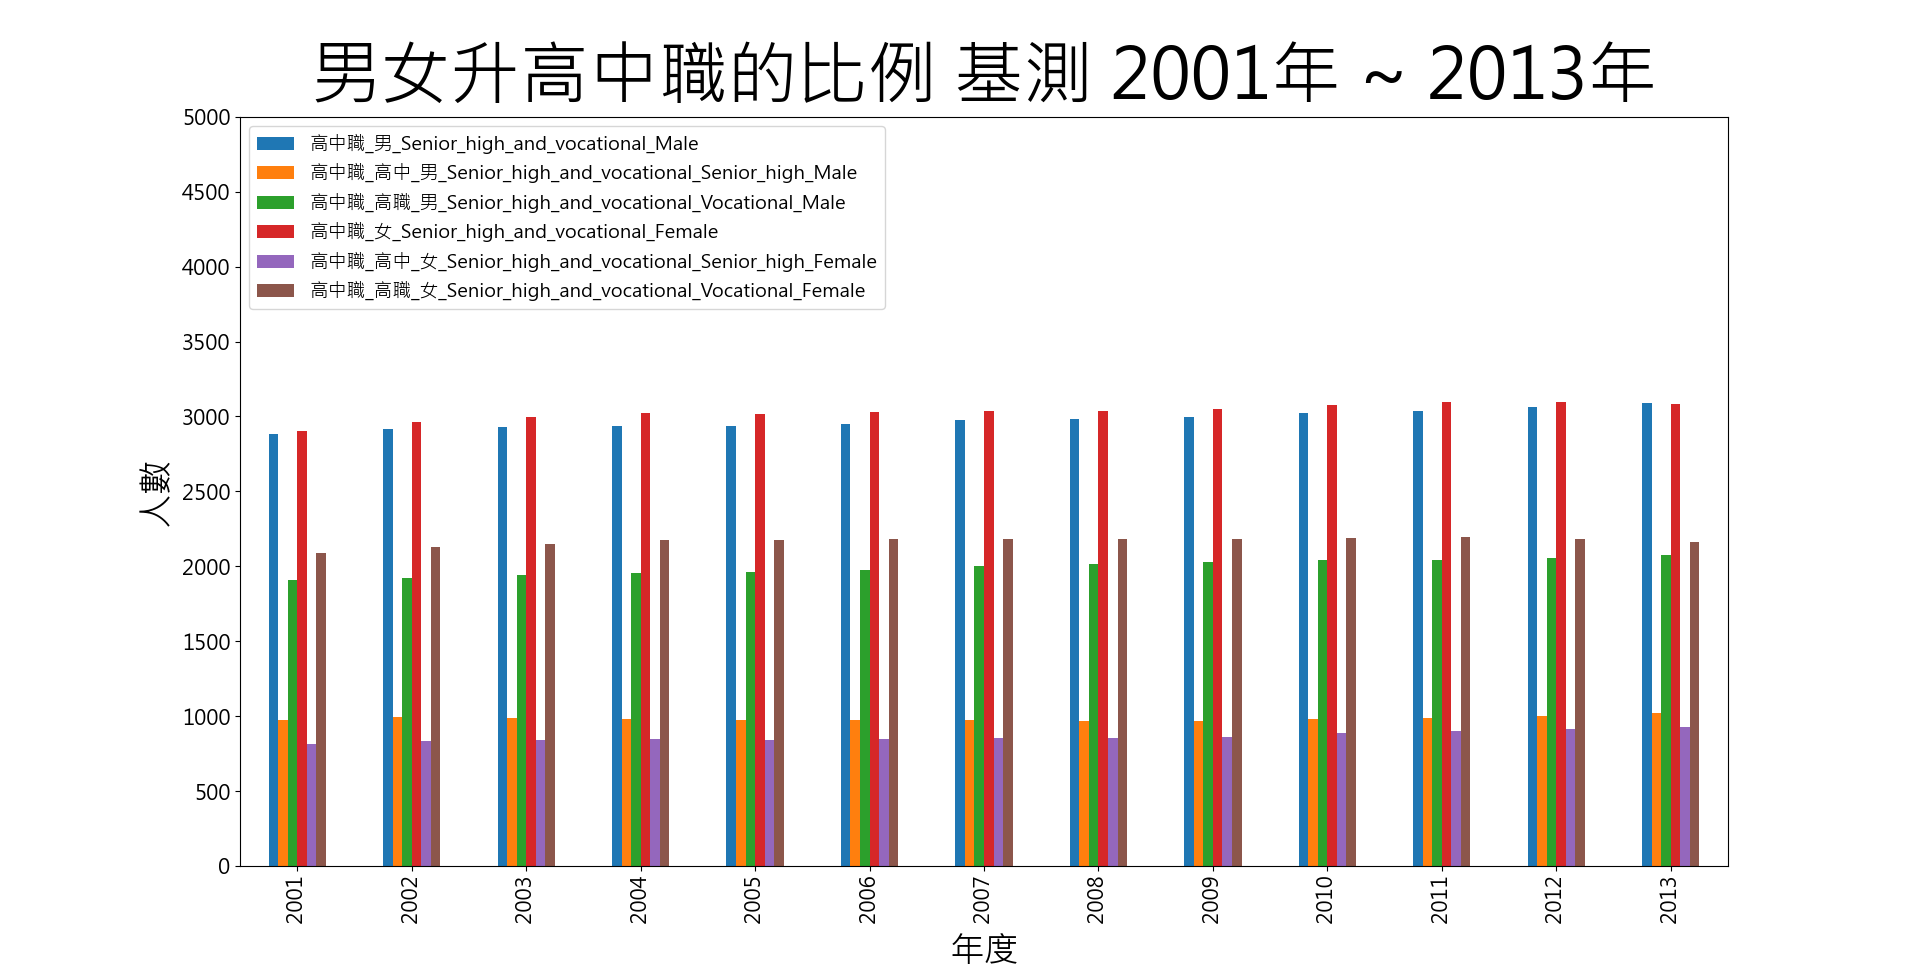 男女升高中職的比例 基測 2001年 ~ 2013年
5000
4500
4000
3500
3000
2500
2000
1500
1000
500
0
高中職_男_Senior_high_and_vocational_Male
高中職_高中_男_Senior_high_and_vocational_Senior_high_Male
高中職_高職_男_Senior_high_and_vocational_Vocational_Male
高中職_女_Senior_high_and_vocational_Female
高中職_高中_女_Senior_high_and_vocational_Senior_high_Female
高中職_高職_女_Senior_high_and_vocational_Vocational_Female
人數
2001 2002 2003 2004 2005 2006 2007 2008 2009 2010 2011 2012 2013
年度